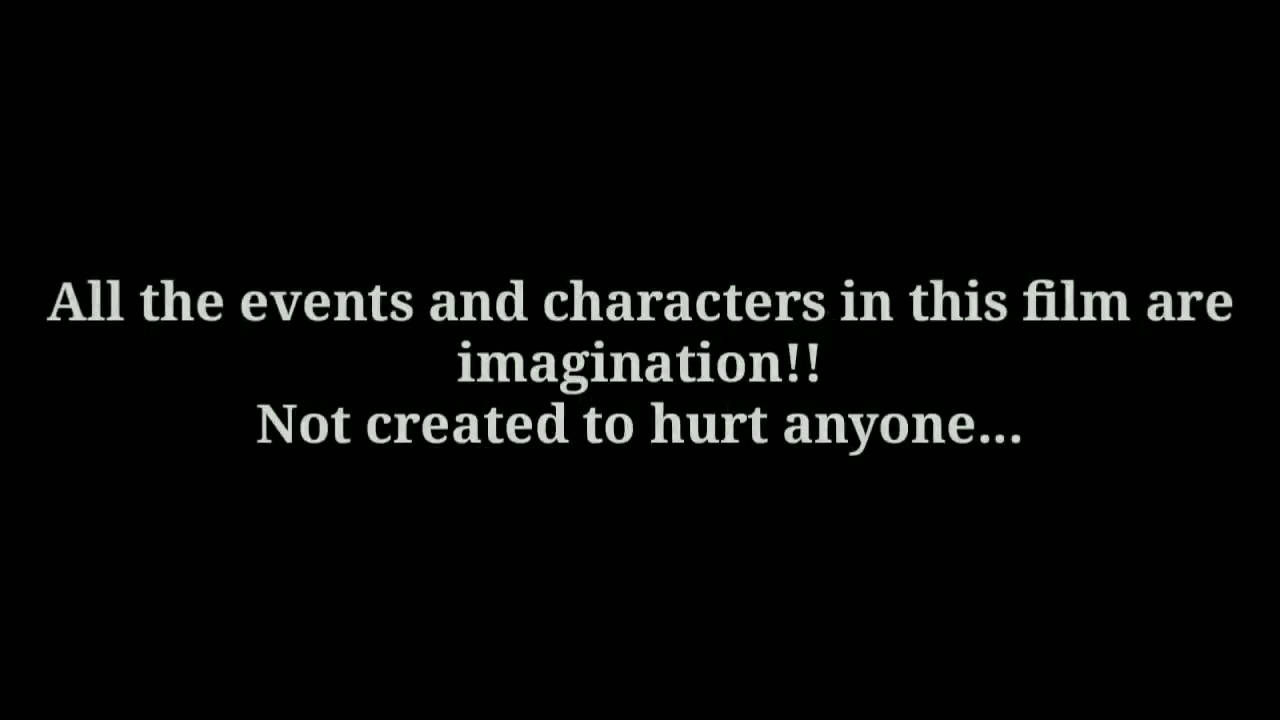 All the events and characters in this film are
imagination!!
Not created to hurt anyone...